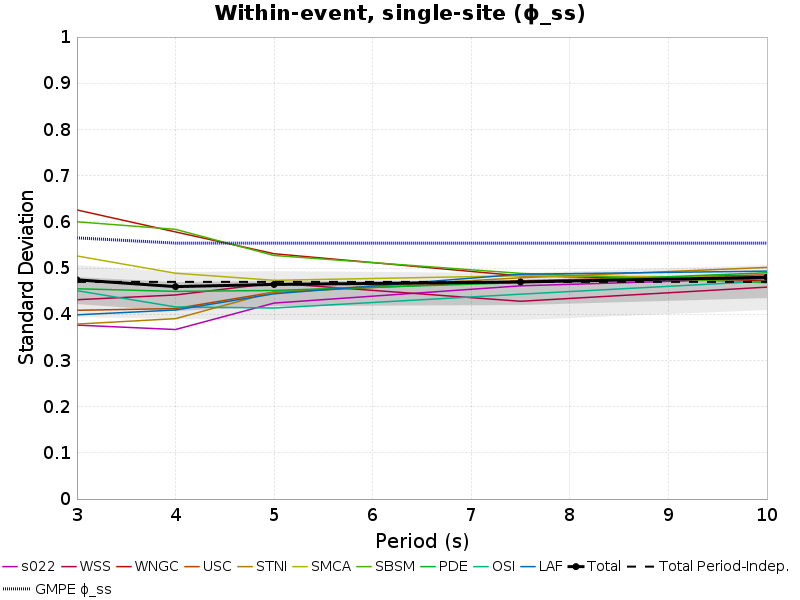 Within-event, single-site (ϕ_ss)
Standard Deviation
1
0.9
0.8
0.7
0.6
0.5
0.4
0.3
0.2
0.1
0
3 4 5 6 7 8 9 10
Period (s)
s022 WSS WNGC USC STNI SMCA SBSM PDE OSI LAF Total Total Period-Indep.
GMPE ϕ_ss